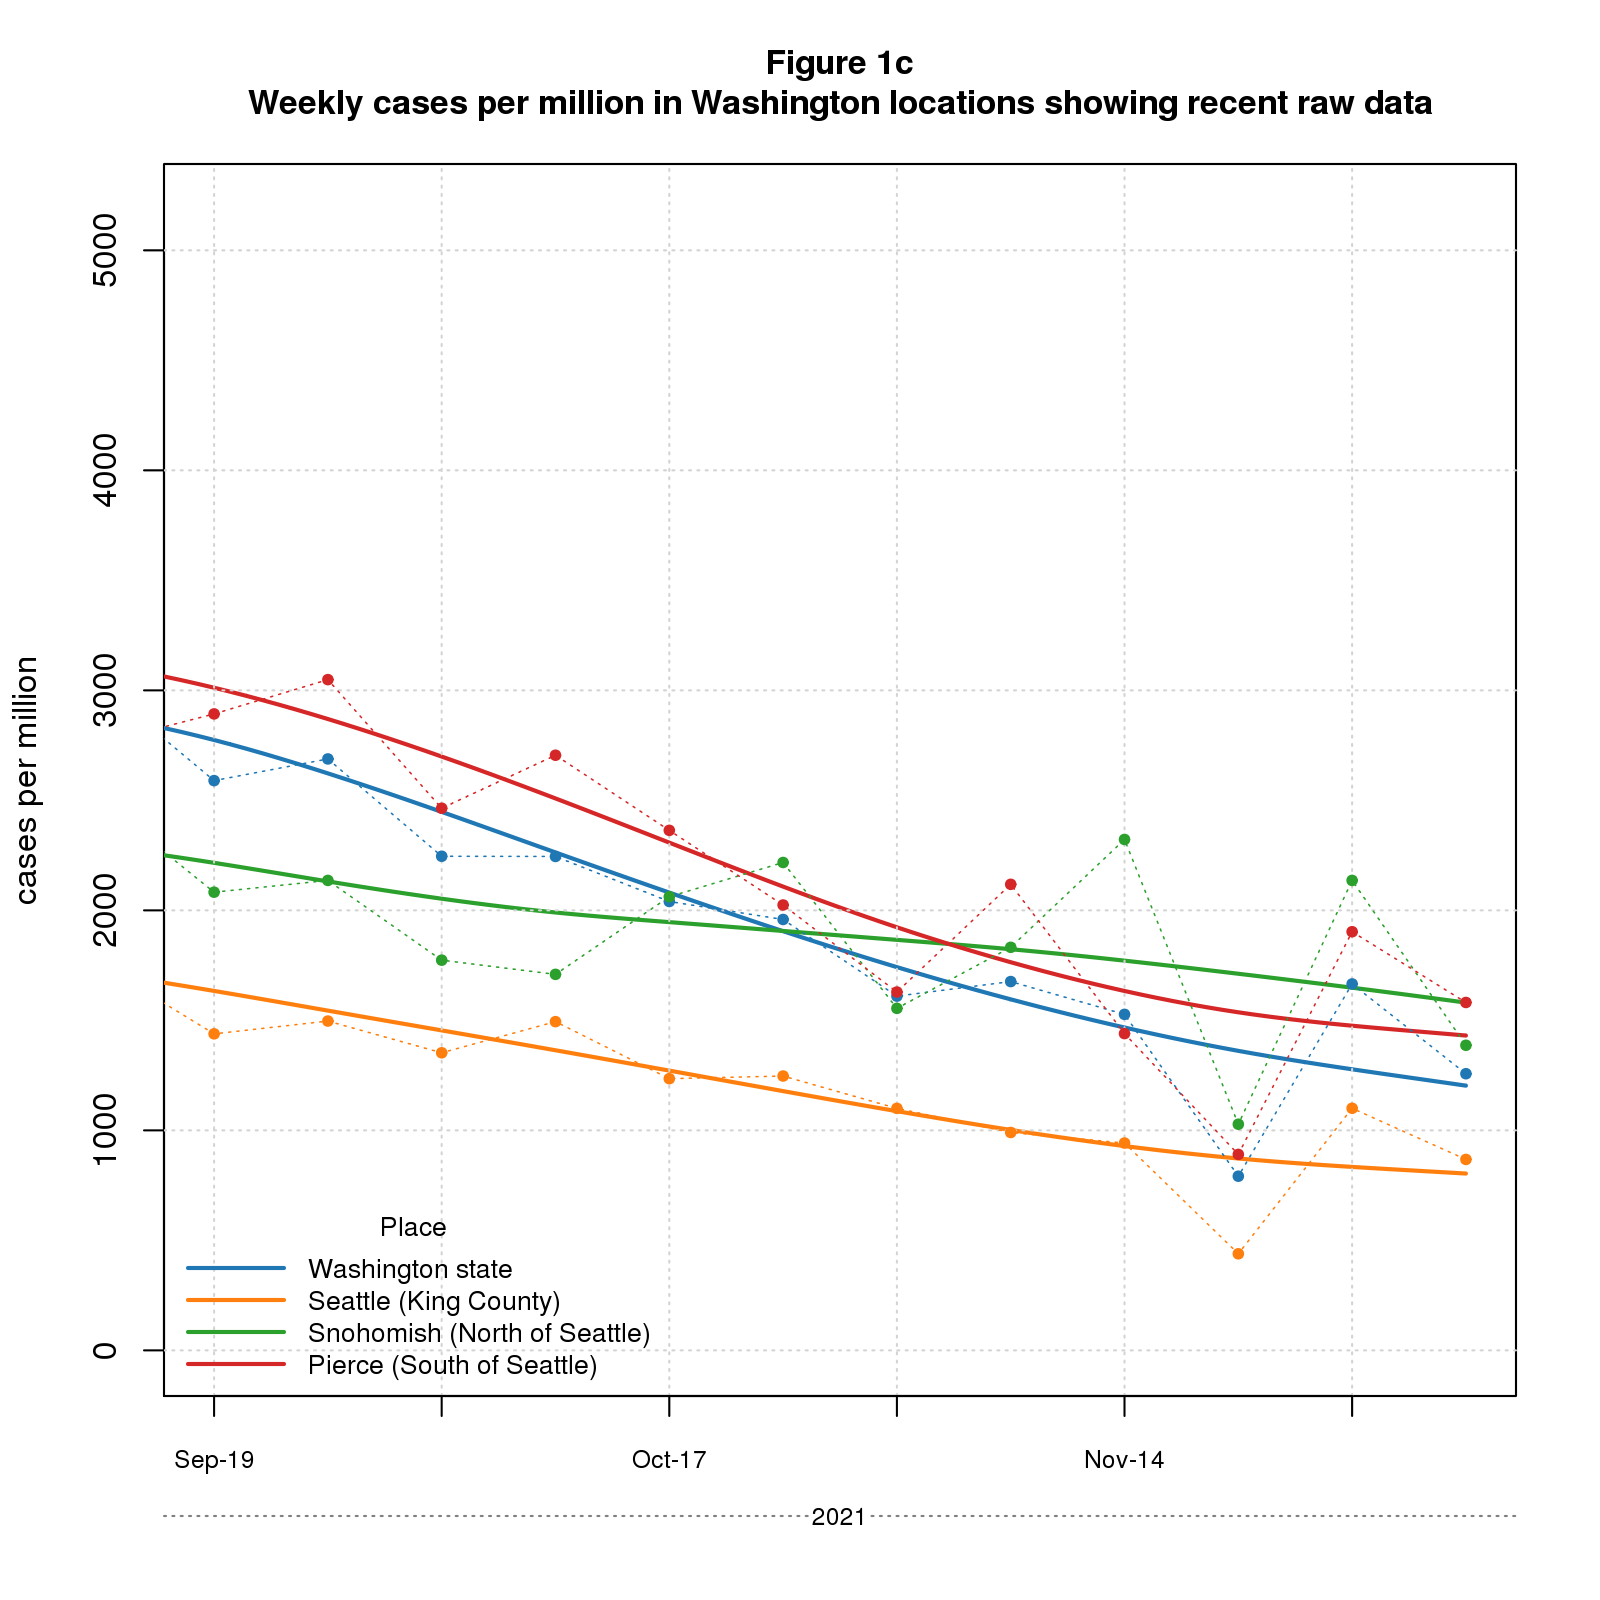 Figure 1c
Weekly cases per million in Washington locations showing recent raw data
cases per million
5000
4000
3000
2000
1000
0
Place
Washington state
Seattle (King County)
Snohomish (North of Seattle)
Pierce (South of Seattle)
Sep-19
Oct-17
Nov-14
2021